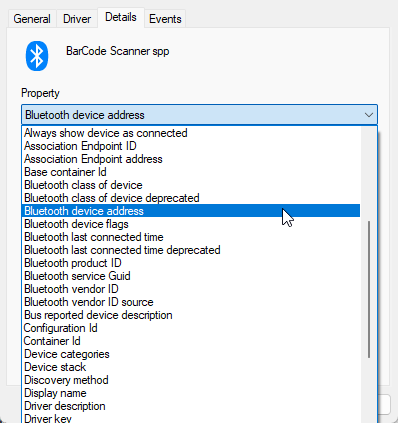 General Driver Details Events
BarCode Scanner spp
Property
Bluetooth device address
Always show device as connected
Association Endpoint ID
Association Endpoint address
Base container Id
Bluetooth class of device
Bluetooth class of device deprecated
Bluetooth device address
Bluetooth device flags
Bluetooth last connected time
Bluetooth last connected time deprecated
Bluetooth product ID
Bluetooth service Guid
Bluetooth vendor ID
Bluetooth vendor ID source
Bus reported device description
Configuration Id
Container Id
Device categories
Device stack
Discovery method
Display name
Driver description
Driver key